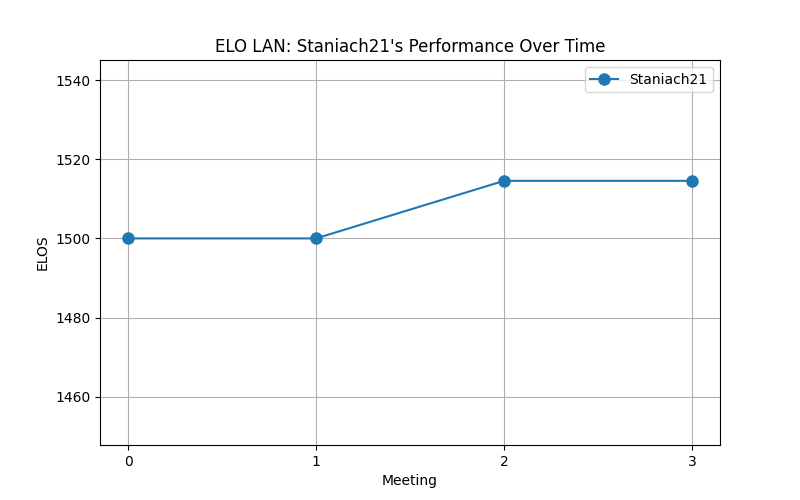 ELO LAN: Staniach21's Performance Over Time
Staniach21
1540
1520
1500
1480
1460
ELOS
0 1 2 3
Meeting